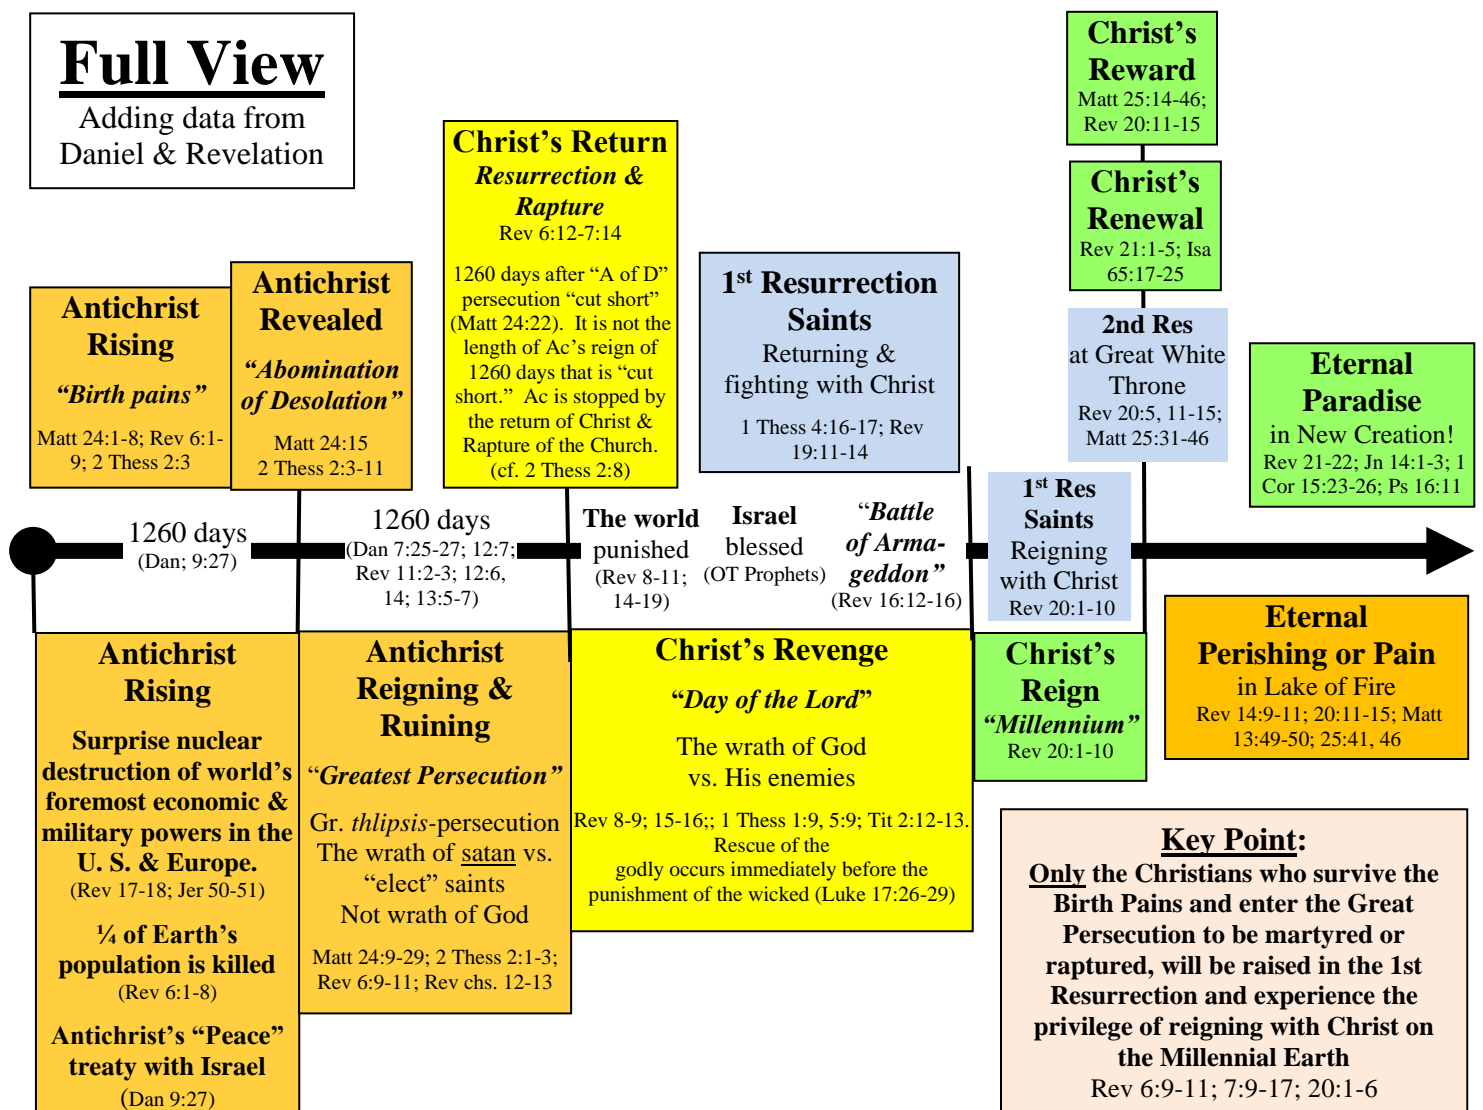 Full View
Adding data from
Daniel & Revelation
Antichrist
Rising
“Birth pains”
Matt 24:1-8; Rev 6:1-
9; 2 Thess 2:3
Antichrist
Revealed
“Abomination
of Desolation”
Matt 24:15
2 Thess 2:3-11
Christ’s Return
Resurrection &
Rapture
Rev 6:12-7:14
1260 days after “A of D”
persecution “cut short”
(Matt 24:22).  It is not the
length of Ac’s reign of
1260 days that is “cut
short.”  Ac is stopped by
the return of Christ &
Rapture of the Church.
(cf. 2 Thess 2:8)
1st Resurrection
Saints
Returning &
fighting with Christ
1 Thess 4:16-17; Rev
19:11-14
Christ’s
Reward
Matt 25:14-46;
Rev 20:11-15
Christ’s
Renewal
Rev 21:1-5; Isa
65:17-25
2nd Res
at Great White
Throne
Rev 20:5, 11-15;
Matt 25:31-46
Eternal
Paradise
in New Creation!
Rev 21-22; Jn 14:1-3; 1
Cor 15:23-26; Ps 16:11
1260 days
(Dan; 9:27)
1260 days
(Dan 7:25-27; 12:7;
Rev 11:2-3; 12:6,
14; 13:5-7)
The world
punished
(Rev 8-11;
14-19)
Israel
blessed
(OT Prophets)
“Battle
of Arma-
geddon”
(Rev 16:12-16)
1st Res
Saints
Reigning
with Christ
Rev 20:1-10
Antichrist
Rising
Surprise nuclear
destruction of world’s
foremost economic &
military powers in the
U. S. & Europe.
(Rev 17-18; Jer 50-51)
¼ of Earth’s
population is killed
(Rev 6:1-8)
Antichrist’s “Peace”
treaty with Israel
(Dan 9:27)
Antichrist
Reigning &
Ruining
“Greatest Persecution”
Gr. thlipsis-persecution
The wrath of satan vs.
“elect” saints
Not wrath of God
Matt 24:9-29; 2 Thess 2:1-3;
Rev 6:9-11; Rev chs. 12-13
Christ’s Revenge
“Day of the Lord”
The wrath of God
vs. His enemies
Rev 8-9; 15-16;; 1 Thess 1:9, 5:9; Tit 2:12-13.
Rescue of the
godly occurs immediately before the
punishment of the wicked (Luke 17:26-29)
Christ’s
Reign
“Millennium”
Rev 20:1-10
Eternal
Perishing or Pain
in Lake of Fire
Rev 14:9-11; 20:11-15; Matt
13:49-50; 25:41, 46
Key Point:
Only the Christians who survive the
Birth Pains and enter the Great
Persecution to be martyred or
raptured, will be raised in the 1st
Resurrection and experience the
privilege of reigning with Christ on
the Millennial Earth
Rev 6:9-11; 7:9-17; 20:1-6